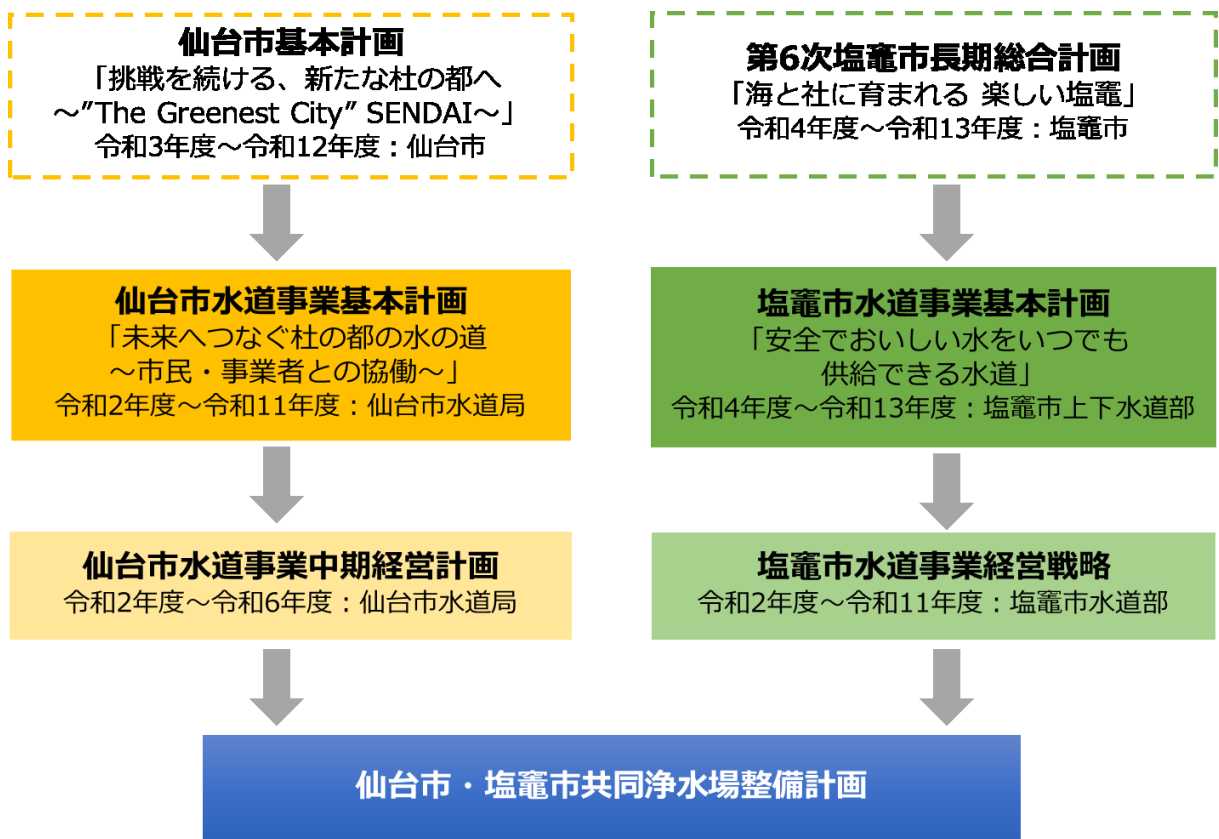 仙台市基本計画
「挑戦を続ける、新たな杜の都へ
～”The Greenest City” SENDAI～」
令和3年度～令和12年度：仙台市
第6次塩竈市長期総合計画
「海と社に育まれる 楽しい塩竈」
令和4年度～令和13年度：塩竈市
仙台市水道事業基本計画
「未来へつなぐ杜の都の水の道
～市民・事業者との協働～」
令和2年度～令和11年度：仙台市水道局
塩竈市水道事業基本計画
「安全でおいしい水をいつでも
供給できる水道」
令和4年度～令和13年度：塩竈市上下水道部
仙台市水道事業中期経営計画
令和2年度～令和6年度：仙台市水道局
塩竈市水道事業経営戦略
令和2年度～令和11年度：塩竈市水道部
仙台市・塩竈市共同浄水場整備計画